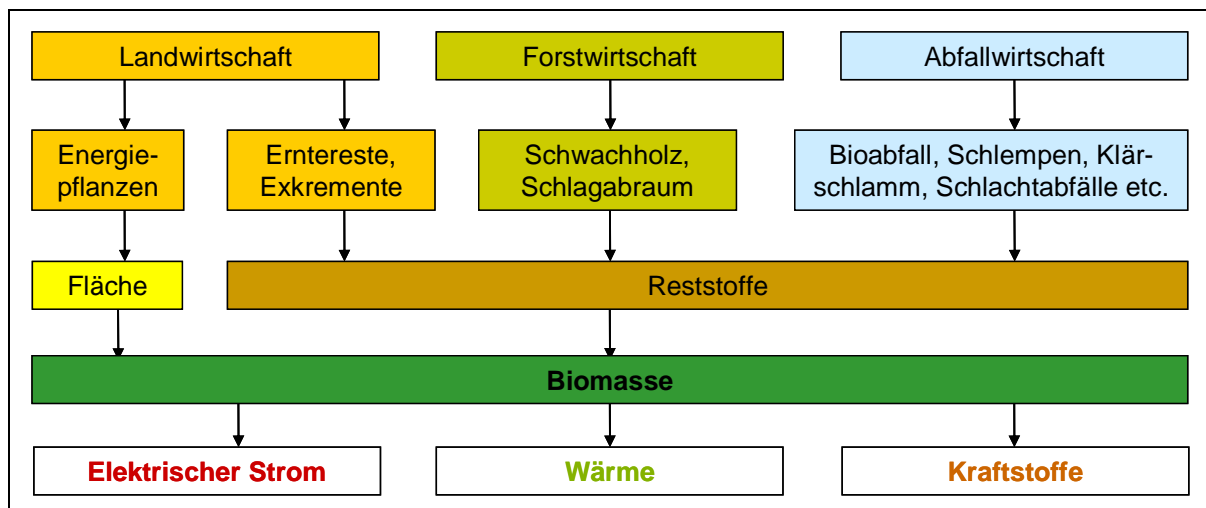 Landwirtschaft
Forstwirtschaft
Abfallwirtschaft
Energie-
pflanzen
Erntereste,
Exkremente
Schwachholz,
Schlagabraum
Bioabfall, Schlempen, Klär-
schlamm, Schlachtabfälle etc.
Fläche
Reststoffe
Biomasse
Elektrischer Strom
Wärme
Kraftstoffe